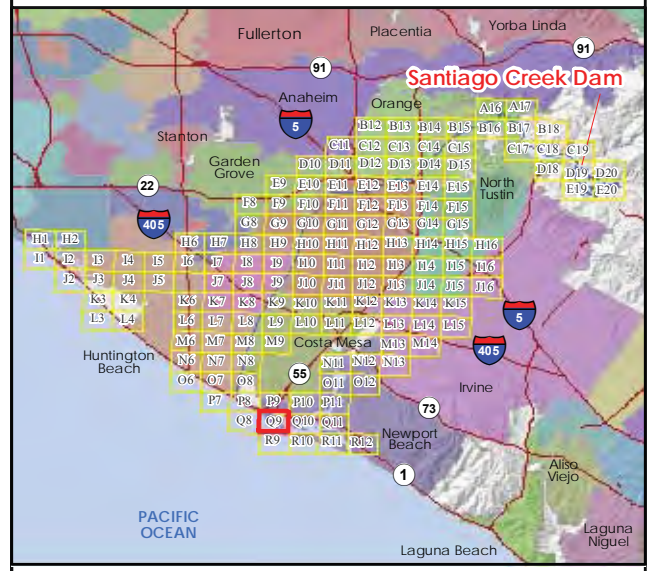 Fullerton
Placentia
Yorba Linda
91
91
Santiago Creek Dam
Anaheim
Orange
A16 A17
5
B12 B13 B14 B15 B16 B17 B18
Stanton
C11 C12 C13 C14 C15 C17 C18 C19
Garden
Grove
D10 D11 D12 D13 D14 D15 D18 D19 D20
22
E9 E10 E11 E12 E13 E14 E15 E19 E20
North
Tustin
F8 F9 F10 F11 F12 F13 F14 F15
405
G8 G9 G10 G11 G12 G13 G14 G15
H1 H2 H6 H7 H8 H9 H10 H11 H12 H13 H14 H15 H16
I1 I2 I3 I4 I5 I6 I7 I8 I9 I10 I11 I12 I13 I14 I15 I16
J2 J3 J4 J5 J6 J7 J8 J9 J10 J11 J12 J13 J14 J15 J16
K3 K4 K6 K7 K8 K9 K10 K11 K12 K13 K14 K15
5
L3 L4 L6 L7 L8 L9 L10 L11 L12 L13 L14 L15
M6 M7 M8 M9 Costa Mesa M13 M14
405
Huntington
Beach
N6 N7 N8 N11 N12 N13
55
O6 O7 O8 O11 O12
Irvine
P7 P8 P9 P10 P11
73
Q8 Q9 Q10 Q11
Newport
Beach
R9 R10 R11 R12
1
Aliso
Viejo
PACIFIC
OCEAN
Laguna
Niguel
Laguna Beach